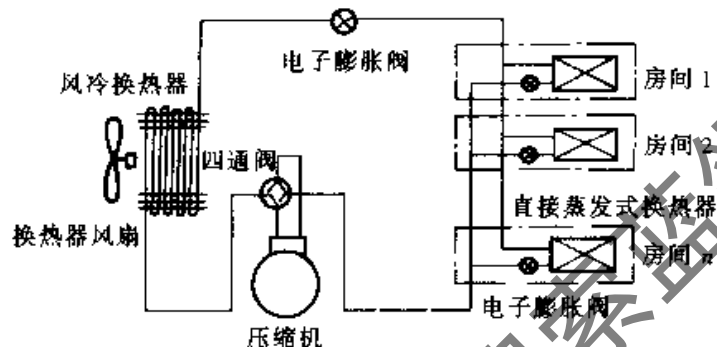 电子膨胀阀
风冷换热器
房间 1
四通阀
房间 2
直接蒸发式换热器
换热器风扇
房间 n
电子膨胀阀
压缩机